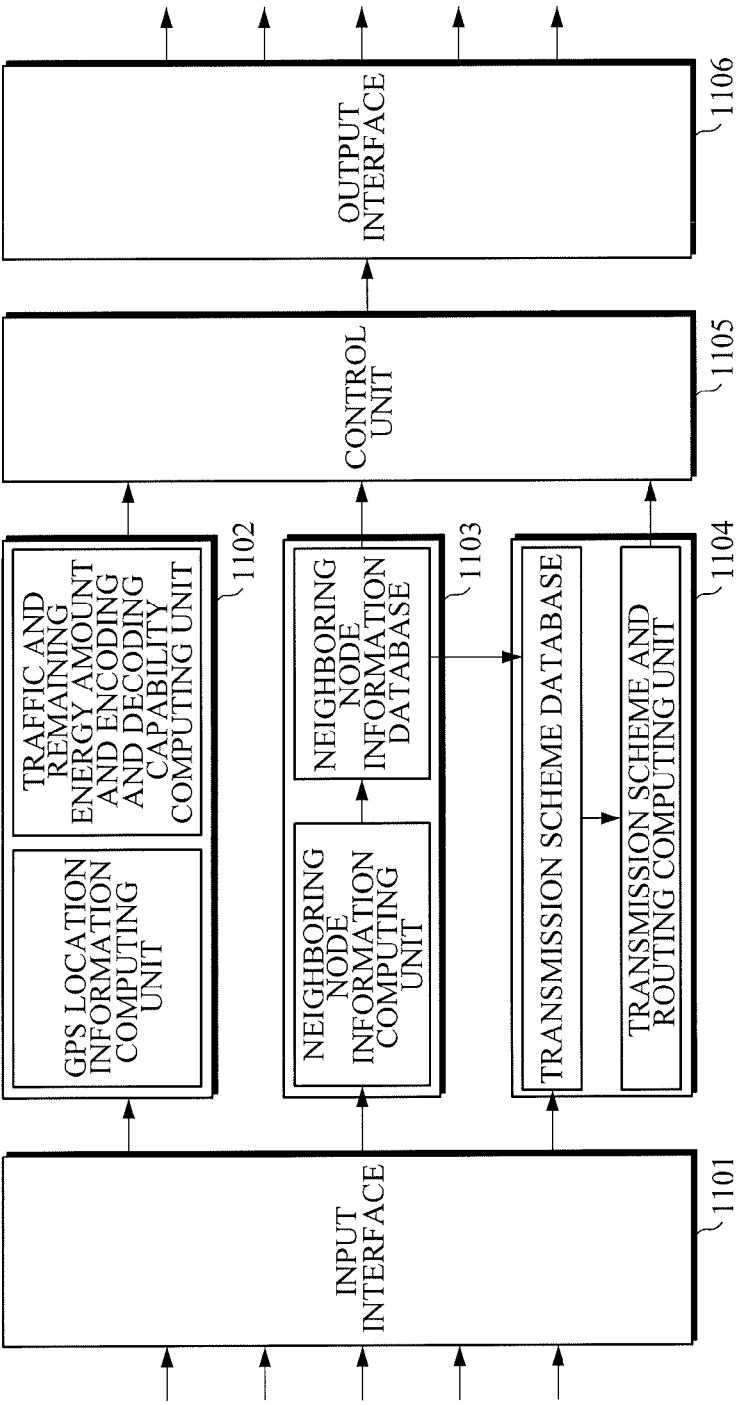 INPUT
INTERFACE
1101
GPS LOCATION
INFORMATION
COMPUTING
UNIT
TRAFFIC AND
REMAINING
ENERGY AMOUNT
AND ENCODING
AND DECODING
CAPABILITY
COMPUTING UNIT
1102
NEIGHBORING
NODE
INFORMATION
COMPUTING
UNIT
NEIGHBORING
NODE
INFORMATION
DATABASE
1103
TRANSMISSION SCHEME DATABASE
TRANSMISSION SCHEME AND
ROUTING COMPUTING UNIT
1104
CONTROL
UNIT
1105
OUTPUT
INTERFACE
1106